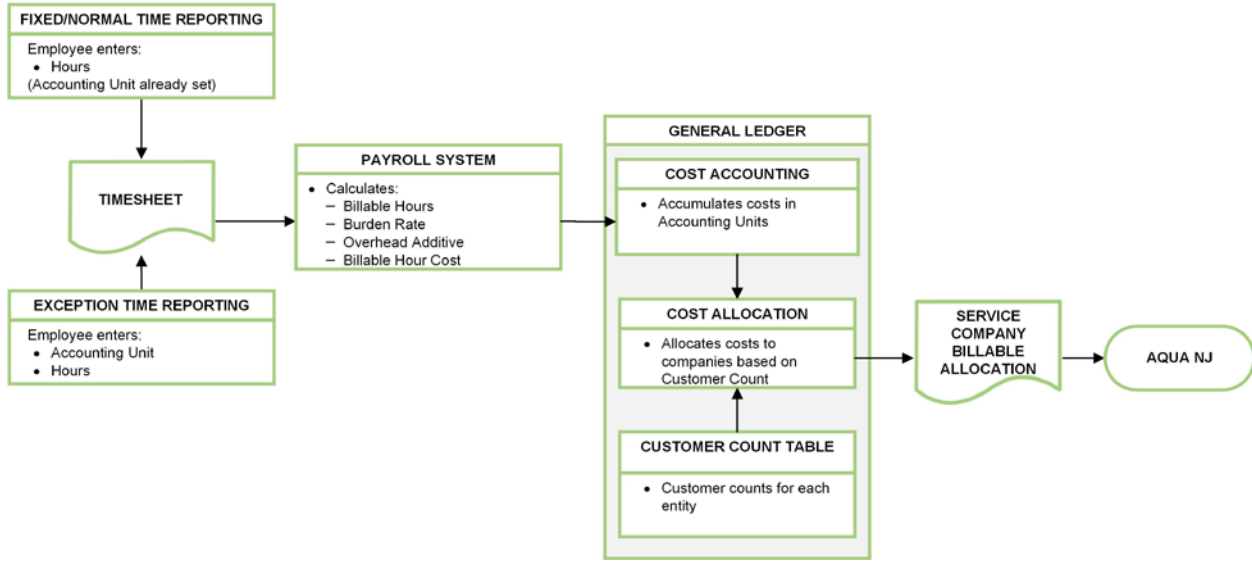 FIXED/NORMAL TIME REPORTING
Employee enters:
• Hours
(Accounting Unit already set)
TIMESHEET
EXCEPTION TIME REPORTING
Employee enters:
• Accounting Unit
• Hours
PAYROLL SYSTEM
• Calculates:
– Billable Hours
– Burden Rate
– Overhead Additive
– Billable Hour Cost
GENERAL LEDGER
COST ACCOUNTING
• Accumulates costs in
Accounting Units
COST ALLOCATION
• Allocates costs to
companies based on
Customer Count
CUSTOMER COUNT TABLE
• Customer counts for each
entity
SERVICE
COMPANY
BILLABLE
ALLOCATION
AQUA NJ